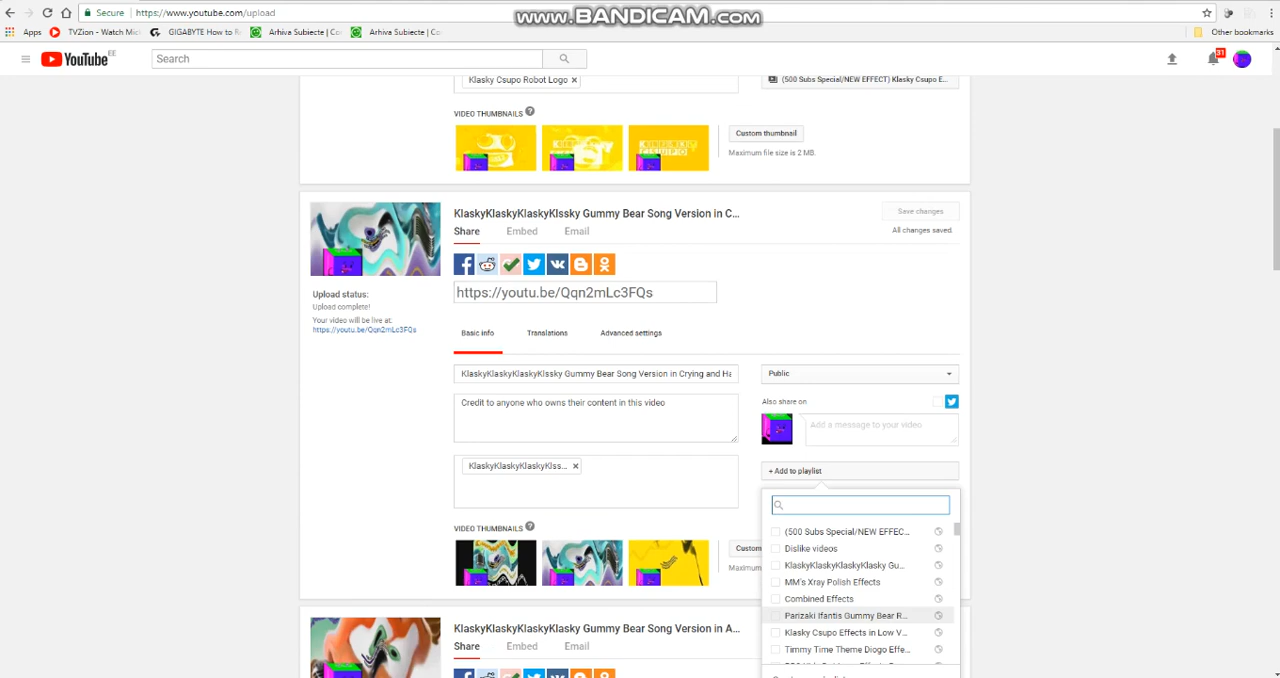 Secure
https://www.youtube.com/upload
www.BANDICAM.com
Apps
TVZion - Watch Mic
GIGABYTE How to R
Arhiva Subiecte | Co
Arhiva Subiecte | Co
Other bookmarks
YouTube EE
Search
31
Klasky Csupo Robot Logo ×
(500 Subs Special/NEW EFFECT) Klasky Csupo E...
VIDEO THUMBNAILS ?
Custom thumbnail
Maximum file size is 2 MB.
KlaskyKlaskyKlaskyKlssky Gummy Bear Song Version in C...
Save changes
Share Embed Email
All changes saved.
https://youtu.be/Qqn2mLc3FQs
Upload status:
Upload complete!
Your video will be live at:
https://youtu.be/Qqn2mLc3FQs
Basic info Translations Advanced settings
KlaskyKlaskyKlaskyKlssky Gummy Bear Song Version in Crying and Ha
Public
Also share on
Credit to anyone who owns their content in this video
Add a message to your video
KlaskyKlaskyKlaskyKlss... ×
+ Add to playlist
(500 Subs Special/NEW EFFEC...
Dislike videos
KlaskyKlaskyKlaskyKlasky Gu...
MM's Xray Polish Effects
Combined Effects
Parizaki Ifantis Gummy Bear R...
Klasky Csupo Effects in Low V...
Timmy Time Theme Diogo Effe...
VIDEO THUMBNAILS ?
Custom
Maximum
KlaskyKlaskyKlaskyKlasky Gummy Bear Song Version in A...
Share Embed Email